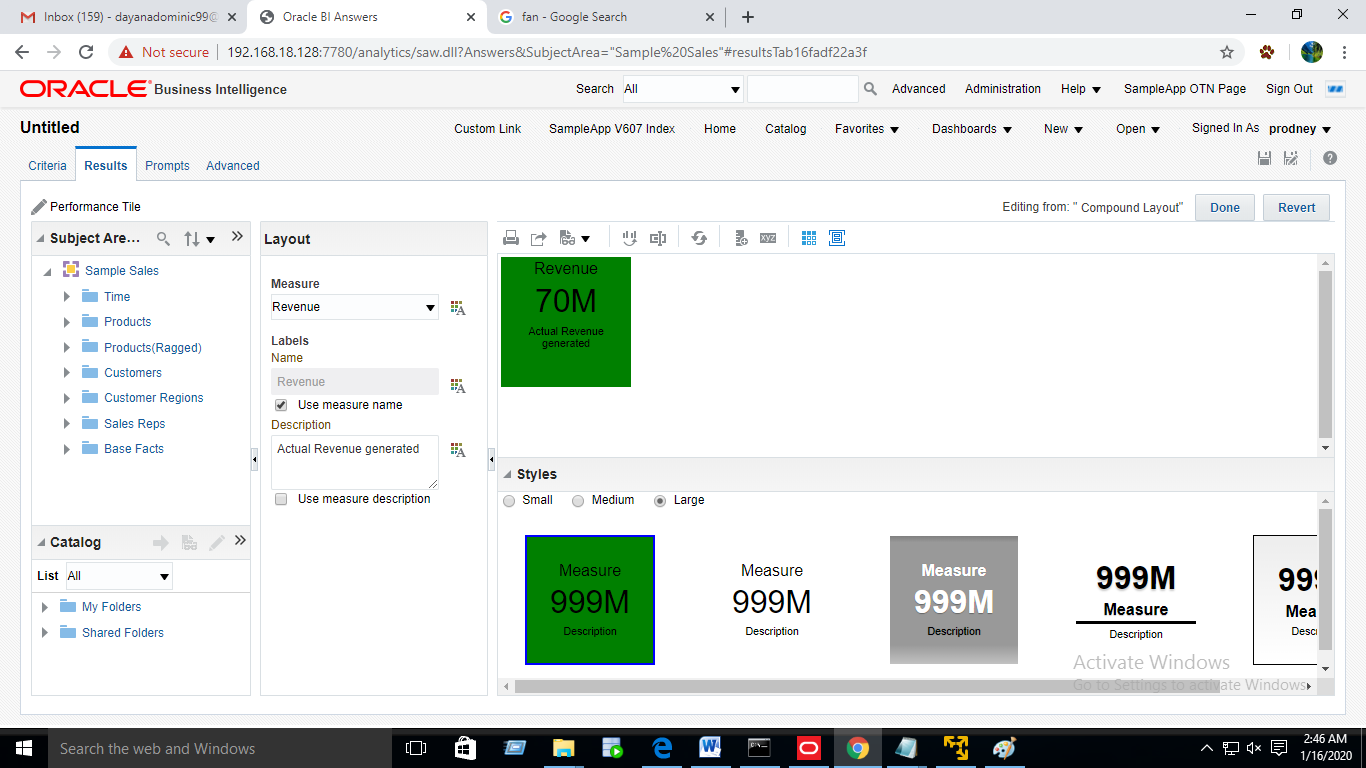 Inbox (159) - dayanadominic99@
Oracle BI Answers
fan - Google Search
Not secure
192.168.18.128:7780/analytics/saw.dll?Answers&SubjectArea="Sample%20Sales"#resultsTab16fadf22a3f
ORACLE Business Intelligence
Search
All
Advanced
Administration
Help
SampleApp OTN Page
Sign Out
Untitled
Custom Link
SampleApp V607 Index
Home
Catalog
Favorites
Dashboards
New
Open
Signed In As prodney
Criteria
Results
Prompts
Advanced
Performance Tile
Editing from: " Compound Layout"
Done
Revert
Subject Are...
Sample Sales
Time
Products
Products(Ragged)
Customers
Customer Regions
Sales Reps
Base Facts
Catalog
List
All
My Folders
Shared Folders
Layout
Measure
Revenue
Labels
Name
Revenue
Use measure name
Description
Actual Revenue generated
Use measure description
XYZ
Revenue
70M
Actual Revenue
generated
Styles
Small
Medium
Large
Measure
999M
Description
Measure
999M
Description
Measure
999M
Description
999M
Measure
Description
Activate Windows
Go to Settings to activate Windows.
Search the web and Windows
2:46 AM
1/16/2020